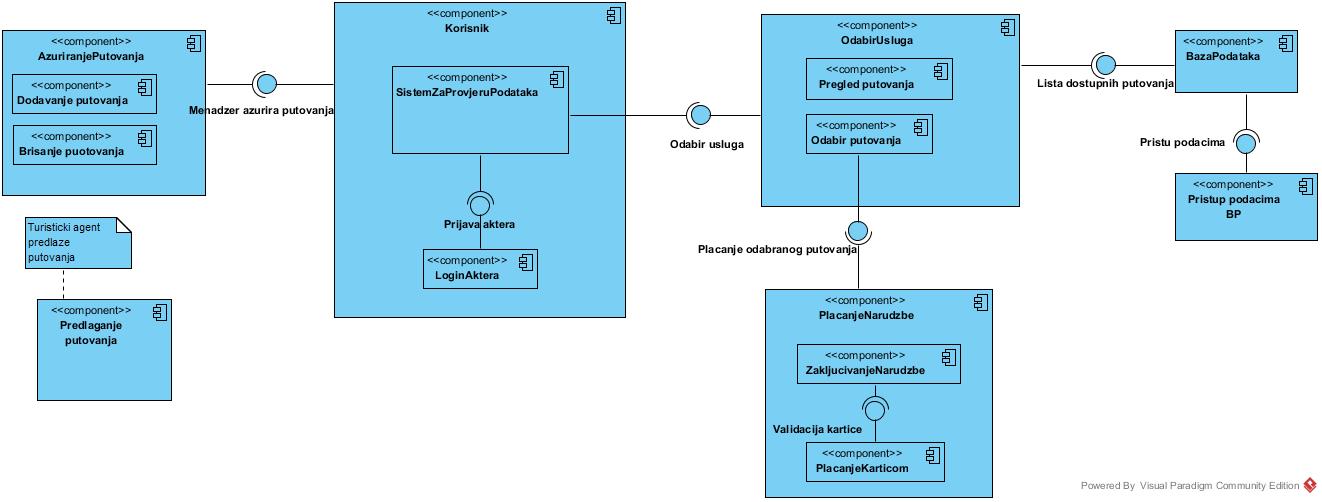 <<component>>
AzuriranjePutovanja
<<component>>
Dodavanje putovanja
<<component>>
Brisanje puotovanja
Menadzer azurira putovanja
Turisticki agent
predlaze
putovanja
<<component>>
Predlaganje
putovanja
<<component>>
Korisnik
<<component>>
SistemZaProvjeruPodataka
Prijava aktera
<<component>>
LoginAktera
Odabir usluga
<<component>>
OdabirUsluga
<<component>>
Pregled putovanja
<<component>>
Odabir putovanja
Placanje odabranog putovanja
<<component>>
PlacanjeNarudzbe
<<component>>
ZakljucivanjeNarudzbe
Validacija kartice
<<component>>
PlacanjeKarticom
Lista dostupnih putovanja
<<component>>
BazaPodataka
Pristu podacima
<<component>>
Pristup podacima
BP
Powered By Visual Paradigm Community Edition